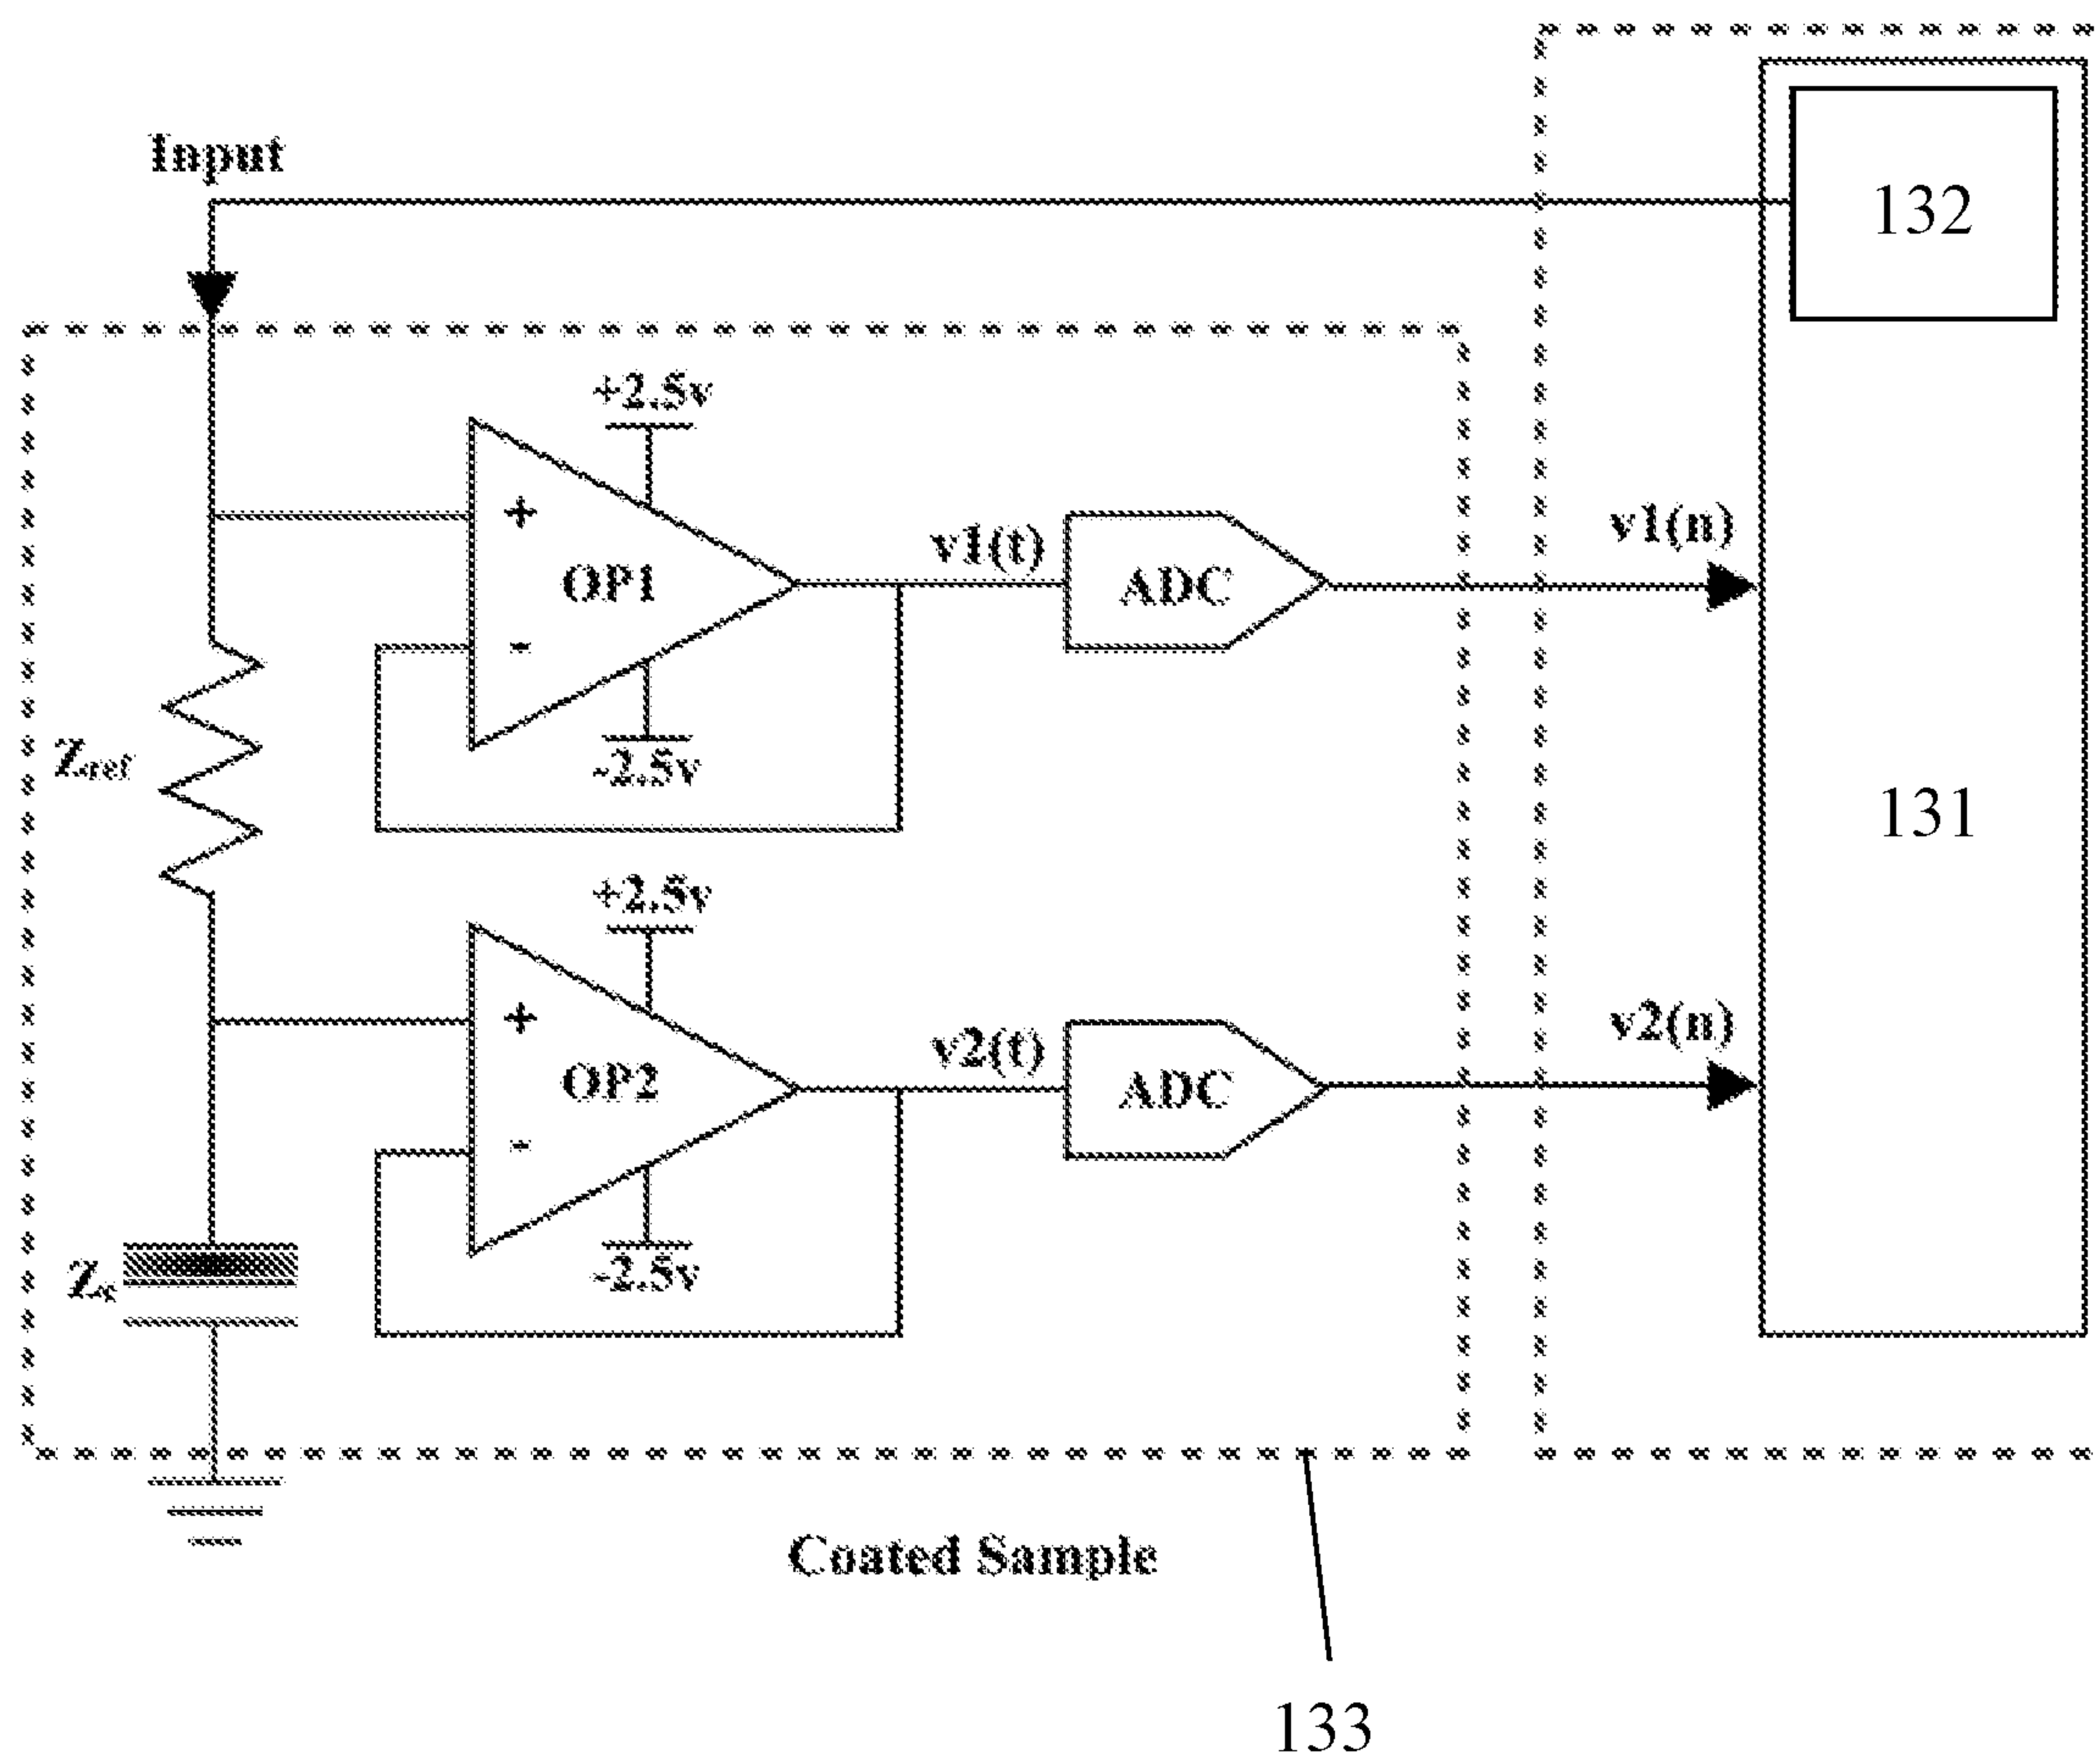 Input
132
+2.5v
+
OP1
-
-2.5v
v1(t)
ADC
v1(n)
Zref
131
+2.5v
+
OP2
-
-2.5v
v2(t)
ADC
v2(n)
Zx
Coated Sample
133